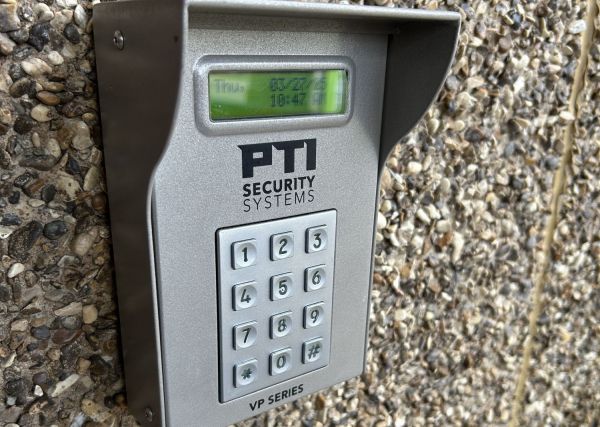 Thu. 03/27/25
10:47 AM
PTI
SECURITY
SYSTEMS
1 2 3
4 5 6
7 8 9
* 0 #
VP SERIES